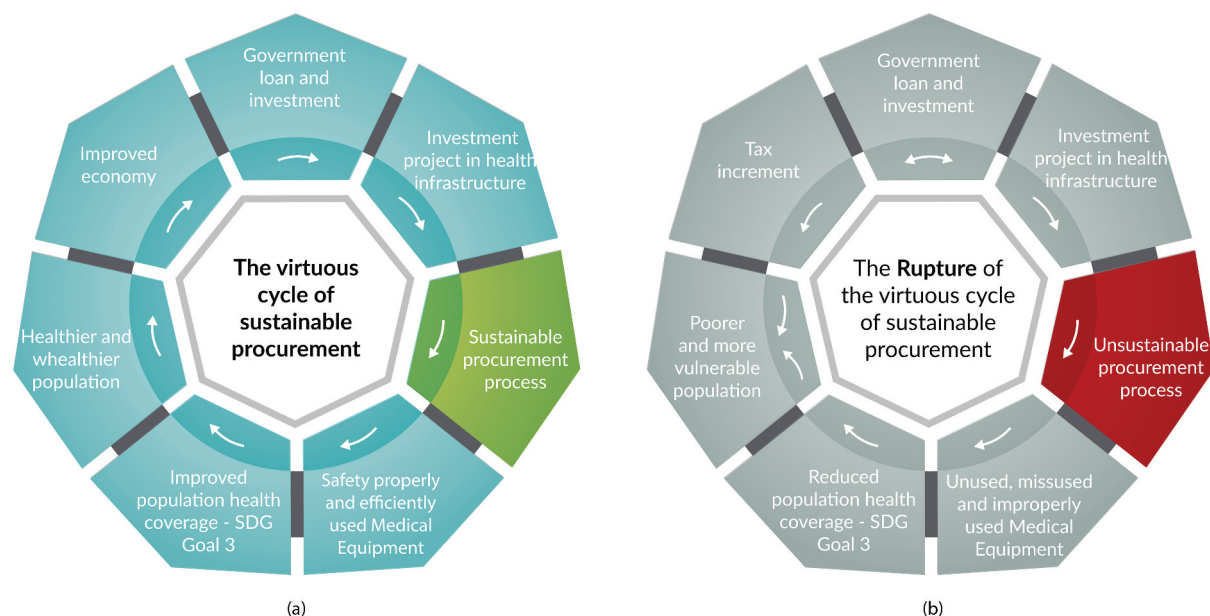 Government
loan and
investment
Investment
project in health
infrastructure
Sustainable
procurement
process
Safety properly
and efficiently
used Medical
Equipment
Improved
population health
coverage - SDG
Goal 3
Healthier and
whealthier
population
Improved
economy
The virtuous
cycle of
sustainable
procurement
(a)
Government
loan and
investment
Investment
project in health
infrastructure
Unsustainable
procurement
process
Unused, missused
and improperly
used Medical
Equipment
Reduced
population health
coverage - SDG
Goal 3
Poorer
and more
vulnerable
population
Tax
increment
The Rupture of
the virtuous cycle
of sustainable
procurement
(b)